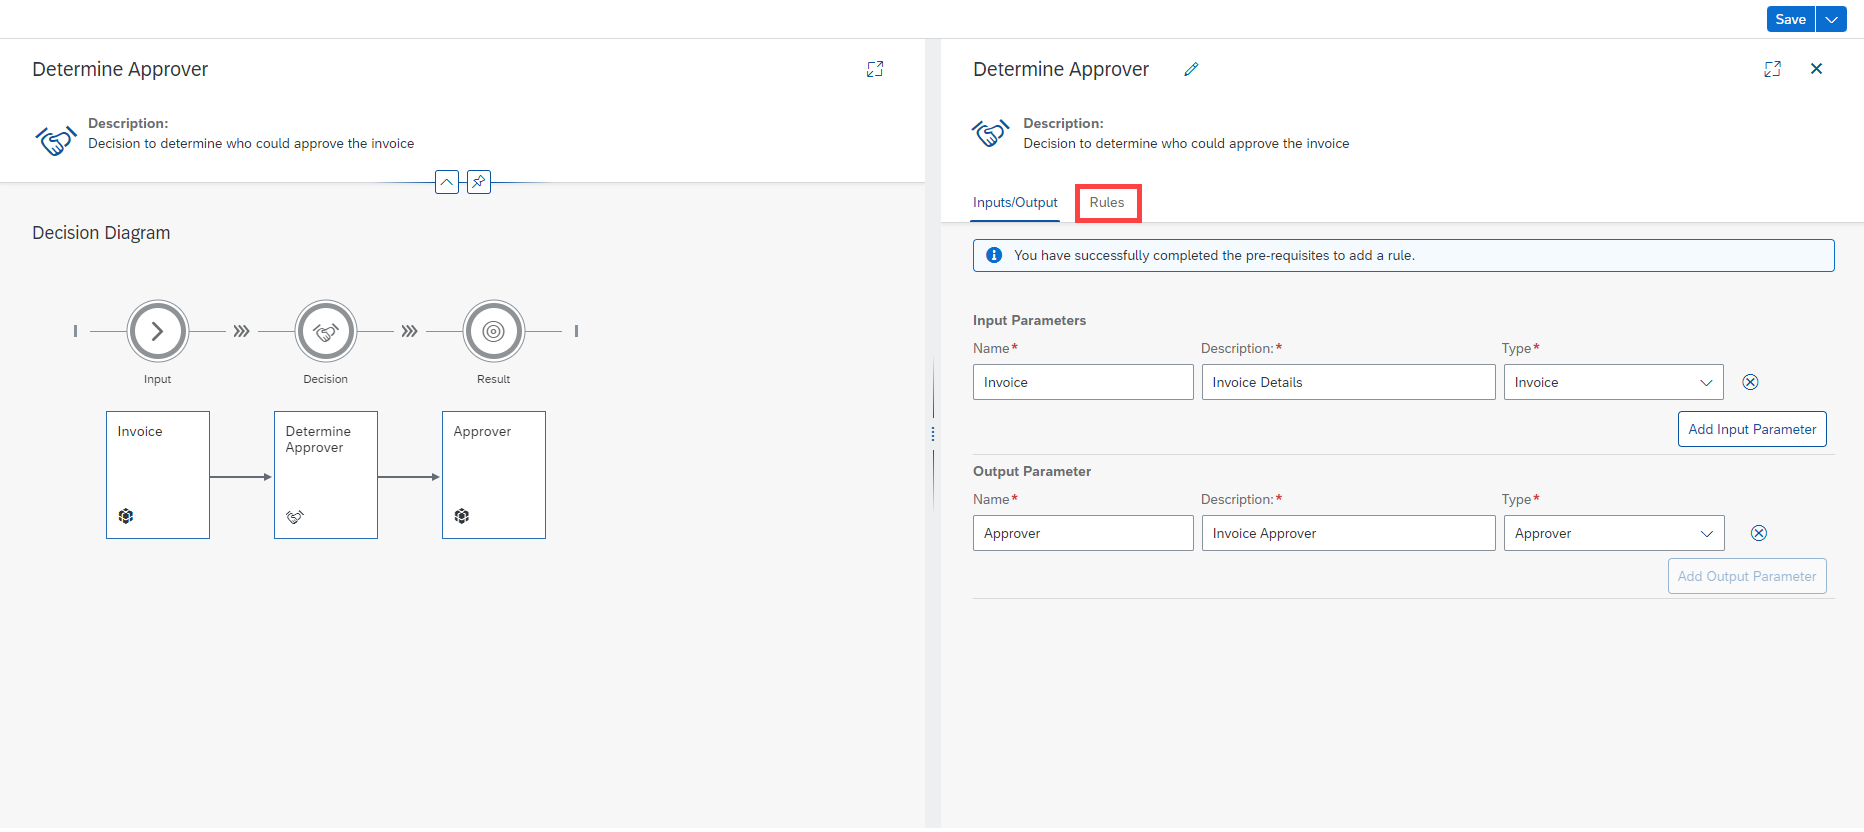 Save
Determine Approver
Description:
Decision to determine who could approve the invoice
Decision Diagram
Input
Decision
Result
Invoice
Determine
Approver
Approver
Determine Approver
Description:
Decision to determine who could approve the invoice
Inputs/Output
Rules
You have successfully completed the pre-requisites to add a rule.
Input Parameters
Name* Description:* Type*
Invoice Invoice Details Invoice
Add Input Parameter
Output Parameter
Name* Description:* Type*
Approver Invoice Approver Approver
Add Output Parameter